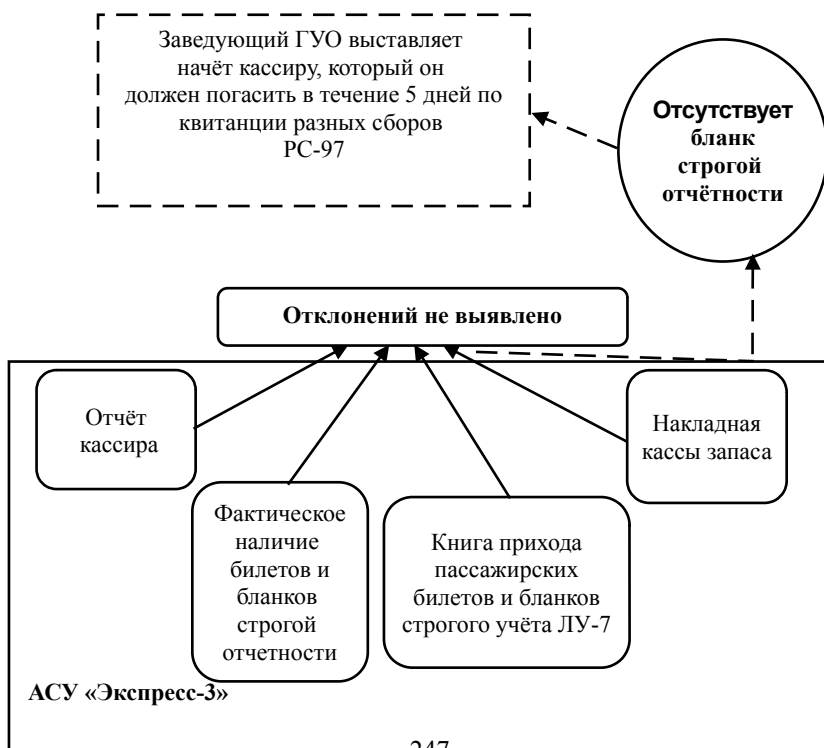 Заведующий ГУО выставляет
начёт кассиру, который он
должен погасить в течение 5 дней по
квитанции разных сборов
РС-97
Отсутствует
бланк
строгой
отчётности
Отклонений не выявлено
Отчёт
кассира
Накладная
кассы запаса
Фактическое
наличие
билетов и
бланков
строгой
отчетности
Книга прихода
пассажирских
билетов и бланков
строгого учёта ЛУ-7
АСУ «Экспресс-3»
247